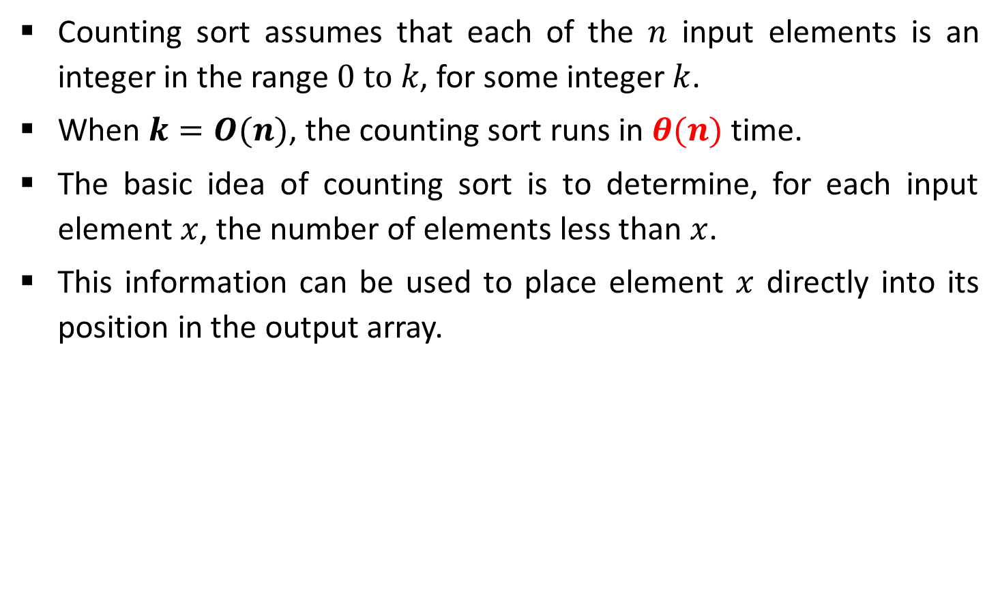 ▪ Counting sort assumes that each of the n input elements is an
integer in the range 0 to k, for some integer k.
▪ When k = O(n), the counting sort runs in θ(n) time.
▪ The basic idea of counting sort is to determine, for each input
element x, the number of elements less than x.
▪ This information can be used to place element x directly into its
position in the output array.